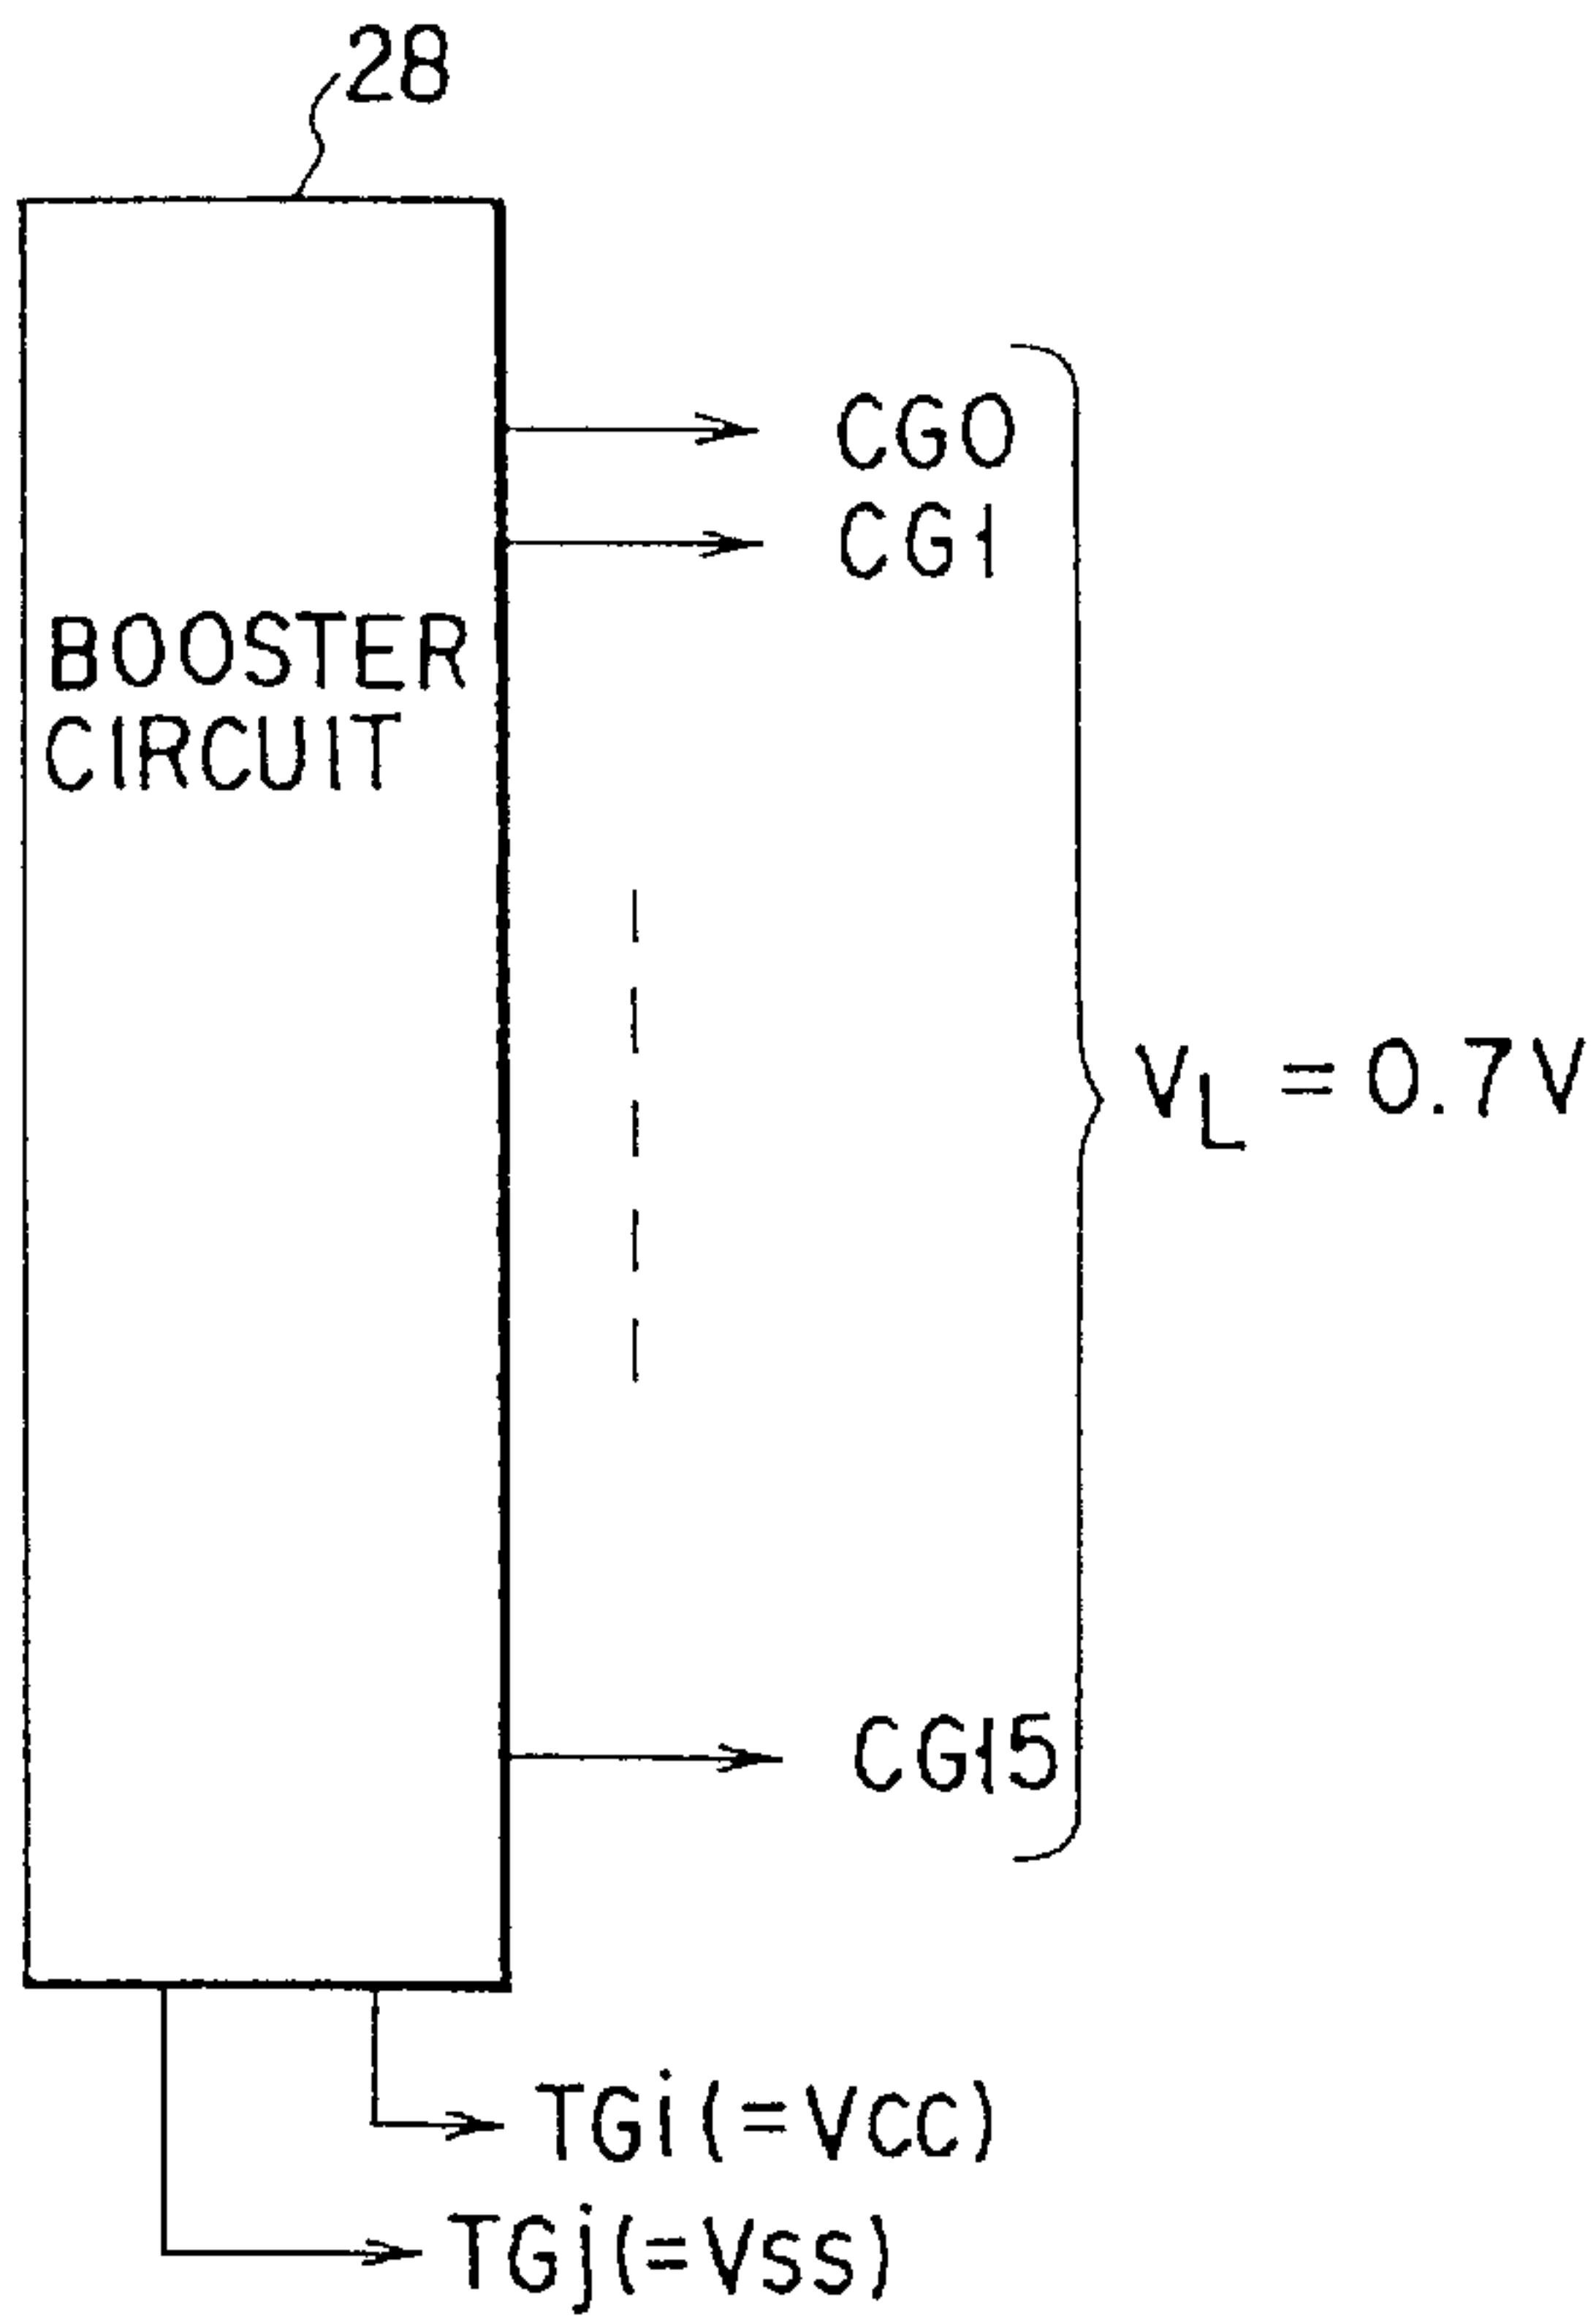 28
CG0
CG1
BOOSTER
CIRCUIT
VL = 0.7V
CG15
TGi(=VCC)
TGj(=VSS)